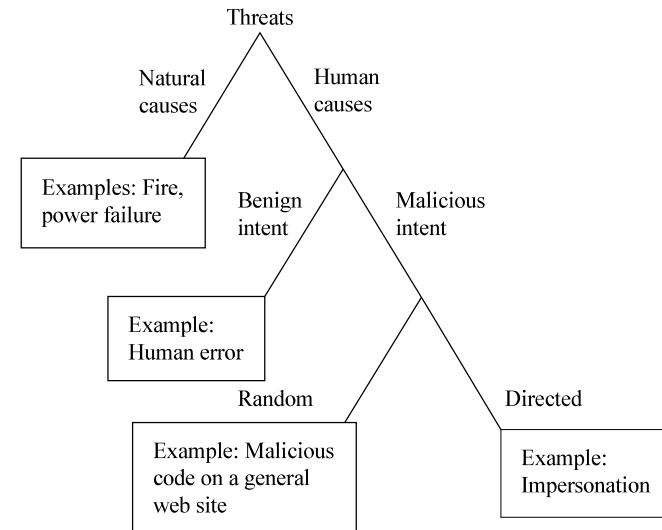 Threats
Natural
causes
Human
causes
Examples: Fire,
power failure
Benign
intent
Malicious
intent
Example:
Human error
Random
Directed
Example: Malicious
code on a general
web site
Example:
Impersonation